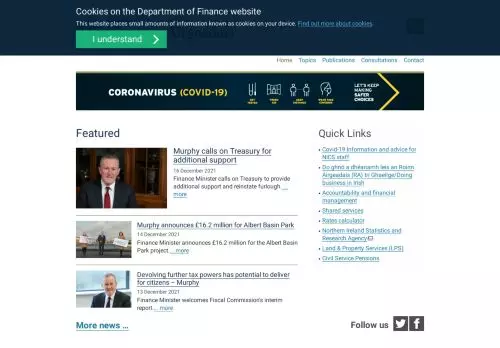 Cookies on the Department of Finance website
This website places small amounts of information known as cookies on your device. Find out more about cookies.
I understand
Home Topics Publications Consultations Contact
CORONAVIRUS (COVID-19)
LET'S KEEP
MAKING
SAFER
CHOICES
Featured
Murphy calls on Treasury for
additional support
16 December 2021
Finance Minister calls on Treasury to provide
additional support and reinstate furlough ...
more
Murphy announces £16.2 million for Albert Basin Park
14 December 2021
Finance Minister announces £16.2 million for the Albert Basin
Park project ... more
Devolving further tax powers has potential to deliver
for citizens – Murphy
13 December 2021
Finance Minister welcomes Fiscal Commission's interim
report.... more
More news ...
Quick Links
Covid-19 Information and advice for
NICS staff
Do ghnó a dhéanamh leis an Roinn
Airgeadais (RA) trí Ghaeilge/Doing
business in Irish
Accountability and financial
management
Shared services
Rates calculator
Northern Ireland Statistics and
Research Agency
Land & Property Services (LPS)
Civil Service Pensions
Follow us